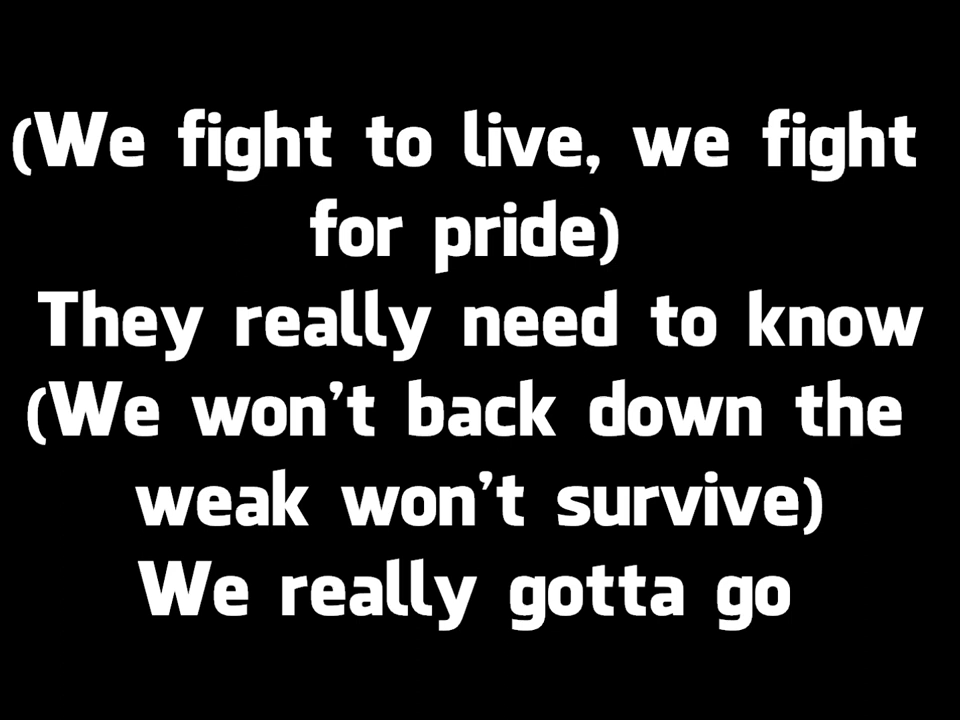 (We fight to live, we fight
for pride)
They really need to know
(We won't back down the
weak won't survive)
We really gotta go